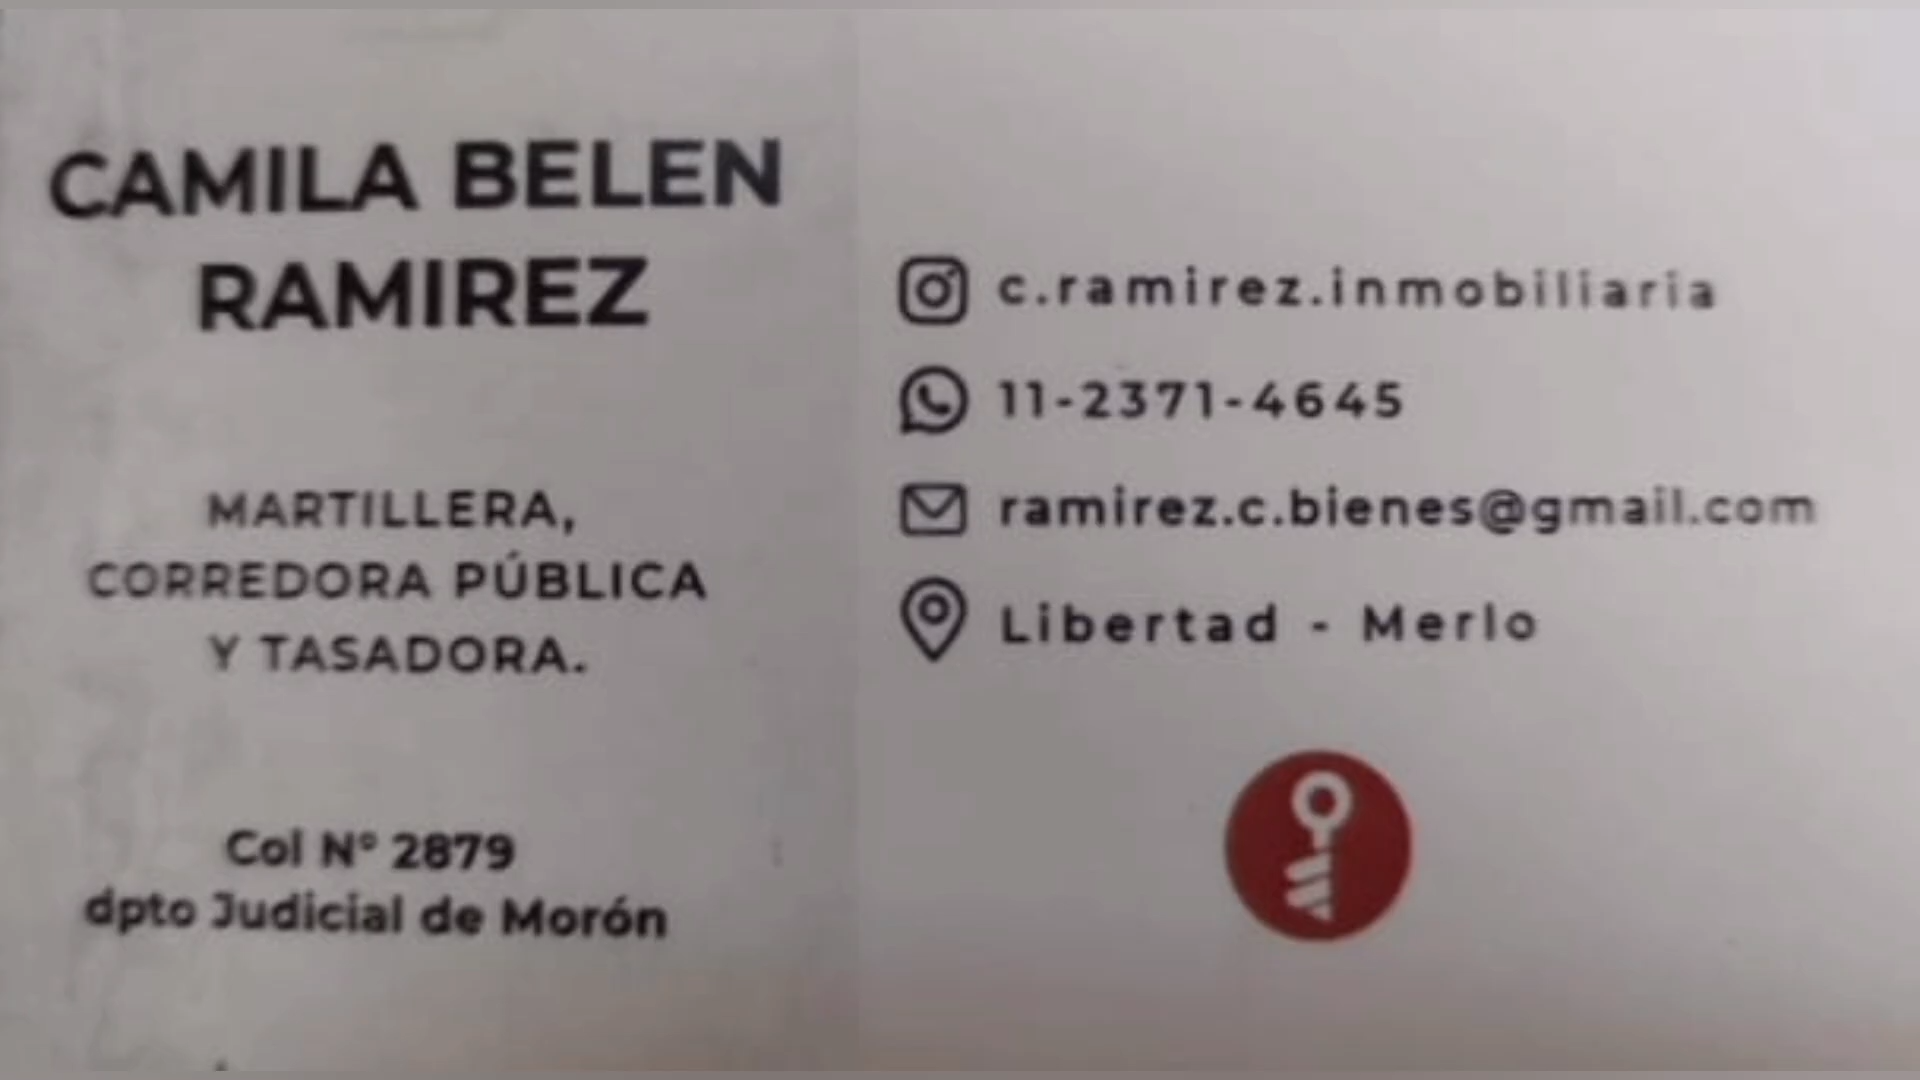 CAMILA BELEN
RAMIREZ
MARTILLERA,
CORREDORA PÚBLICA
Y TASADORA.
Col Nº 2879
dpto Judicial de Morón
c.ramirez.inmobiliaria
11-2371-4645
ramirez.c.bienes@gmail.com
Libertad - Merlo